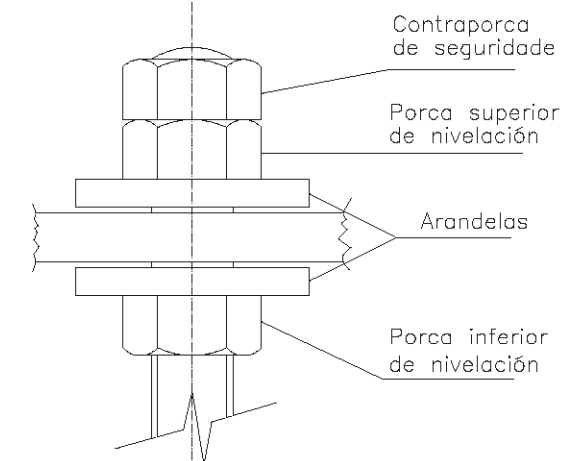 Contraporca
de seguridade
Porca superior
de nivelación
Arandelas
Porca inferior
de nivelación